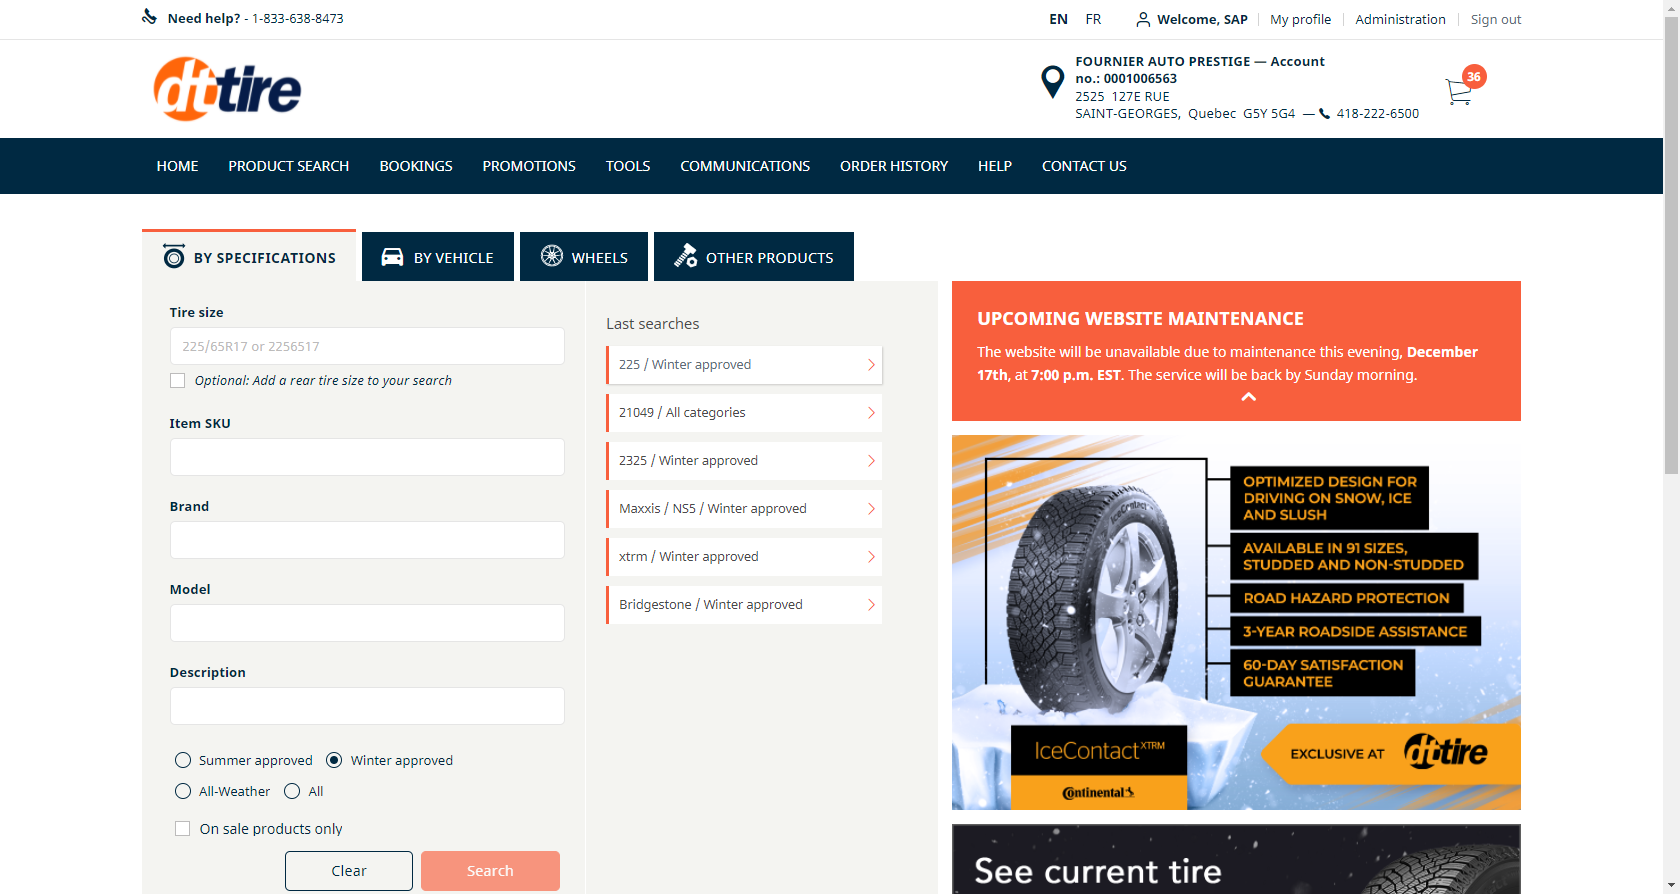 Need help? - 1-833-638-8473
EN FR Welcome, SAP My profile Administration Sign out
dttire
FOURNIER AUTO PRESTIGE — Account
no.: 0001006563
2525 127E RUE
SAINT-GEORGES, Quebec G5Y 5G4 — 418-222-6500
36
HOME PRODUCT SEARCH BOOKINGS PROMOTIONS TOOLS COMMUNICATIONS ORDER HISTORY HELP CONTACT US
BY SPECIFICATIONS BY VEHICLE WHEELS OTHER PRODUCTS
Tire size
225/65R17 or 2256517
Optional: Add a rear tire size to your search
Item SKU
Brand
Model
Description
Summer approved Winter approved
All-Weather All
On sale products only
Clear Search
Last searches
225 / Winter approved
21049 / All categories
2325 / Winter approved
Maxxis / NS5 / Winter approved
xtrm / Winter approved
Bridgestone / Winter approved
UPCOMING WEBSITE MAINTENANCE
The website will be unavailable due to maintenance this evening, December
17th, at 7:00 p.m. EST. The service will be back by Sunday morning.
IceContact
OPTIMIZED DESIGN FOR
DRIVING ON SNOW, ICE
AND SLUSH
AVAILABLE IN 91 SIZES,
STUDDED AND NON-STUDDED
ROAD HAZARD PROTECTION
3-YEAR ROADSIDE ASSISTANCE
60-DAY SATISFACTION
GUARANTEE
IceContact XTRM
Continental
EXCLUSIVE AT dttire
See current tire